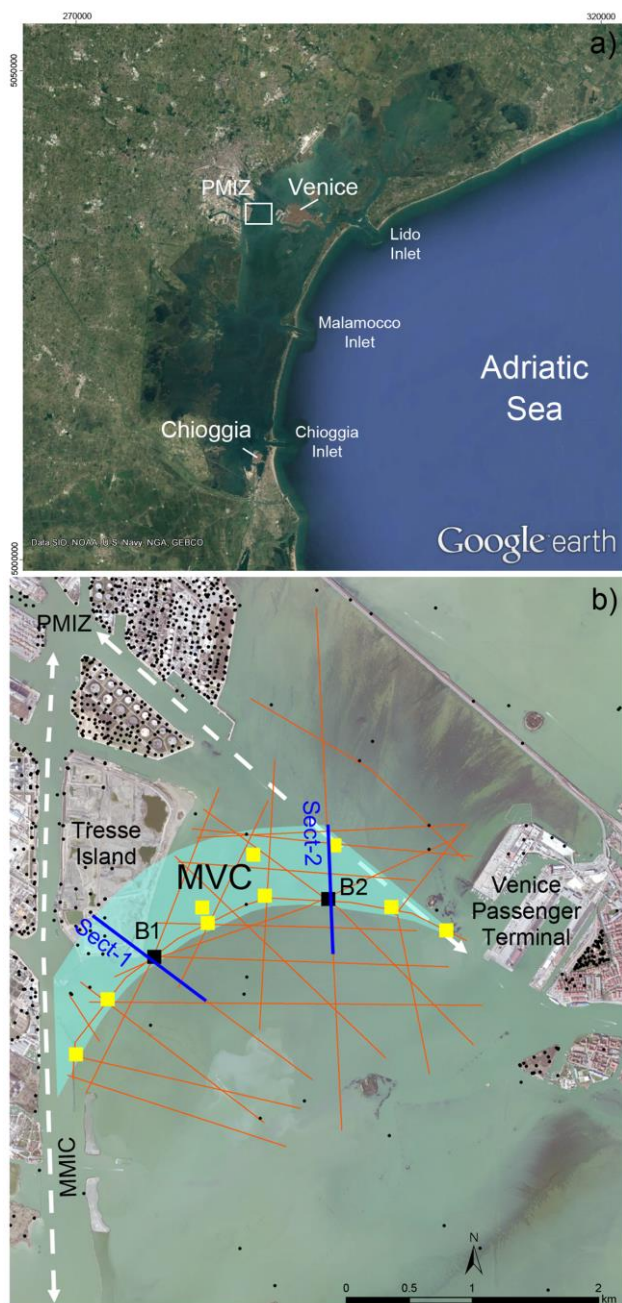 270000
320000
a)
5050000
PMIZ
Venice
Lido
Inlet
Malamocco
Inlet
Adriatic
Sea
Chioggia
Chioggia
Inlet
Data SIO, NOAA, U.S. Navy, NGA, GEBCO
Google earth
5000000
b)
PMIZ
Tresse
Island
Sect-2
MVC
B2
Venice
Passenger
Terminal
B1
Sect-1
MMIC
N
0 1 2
km